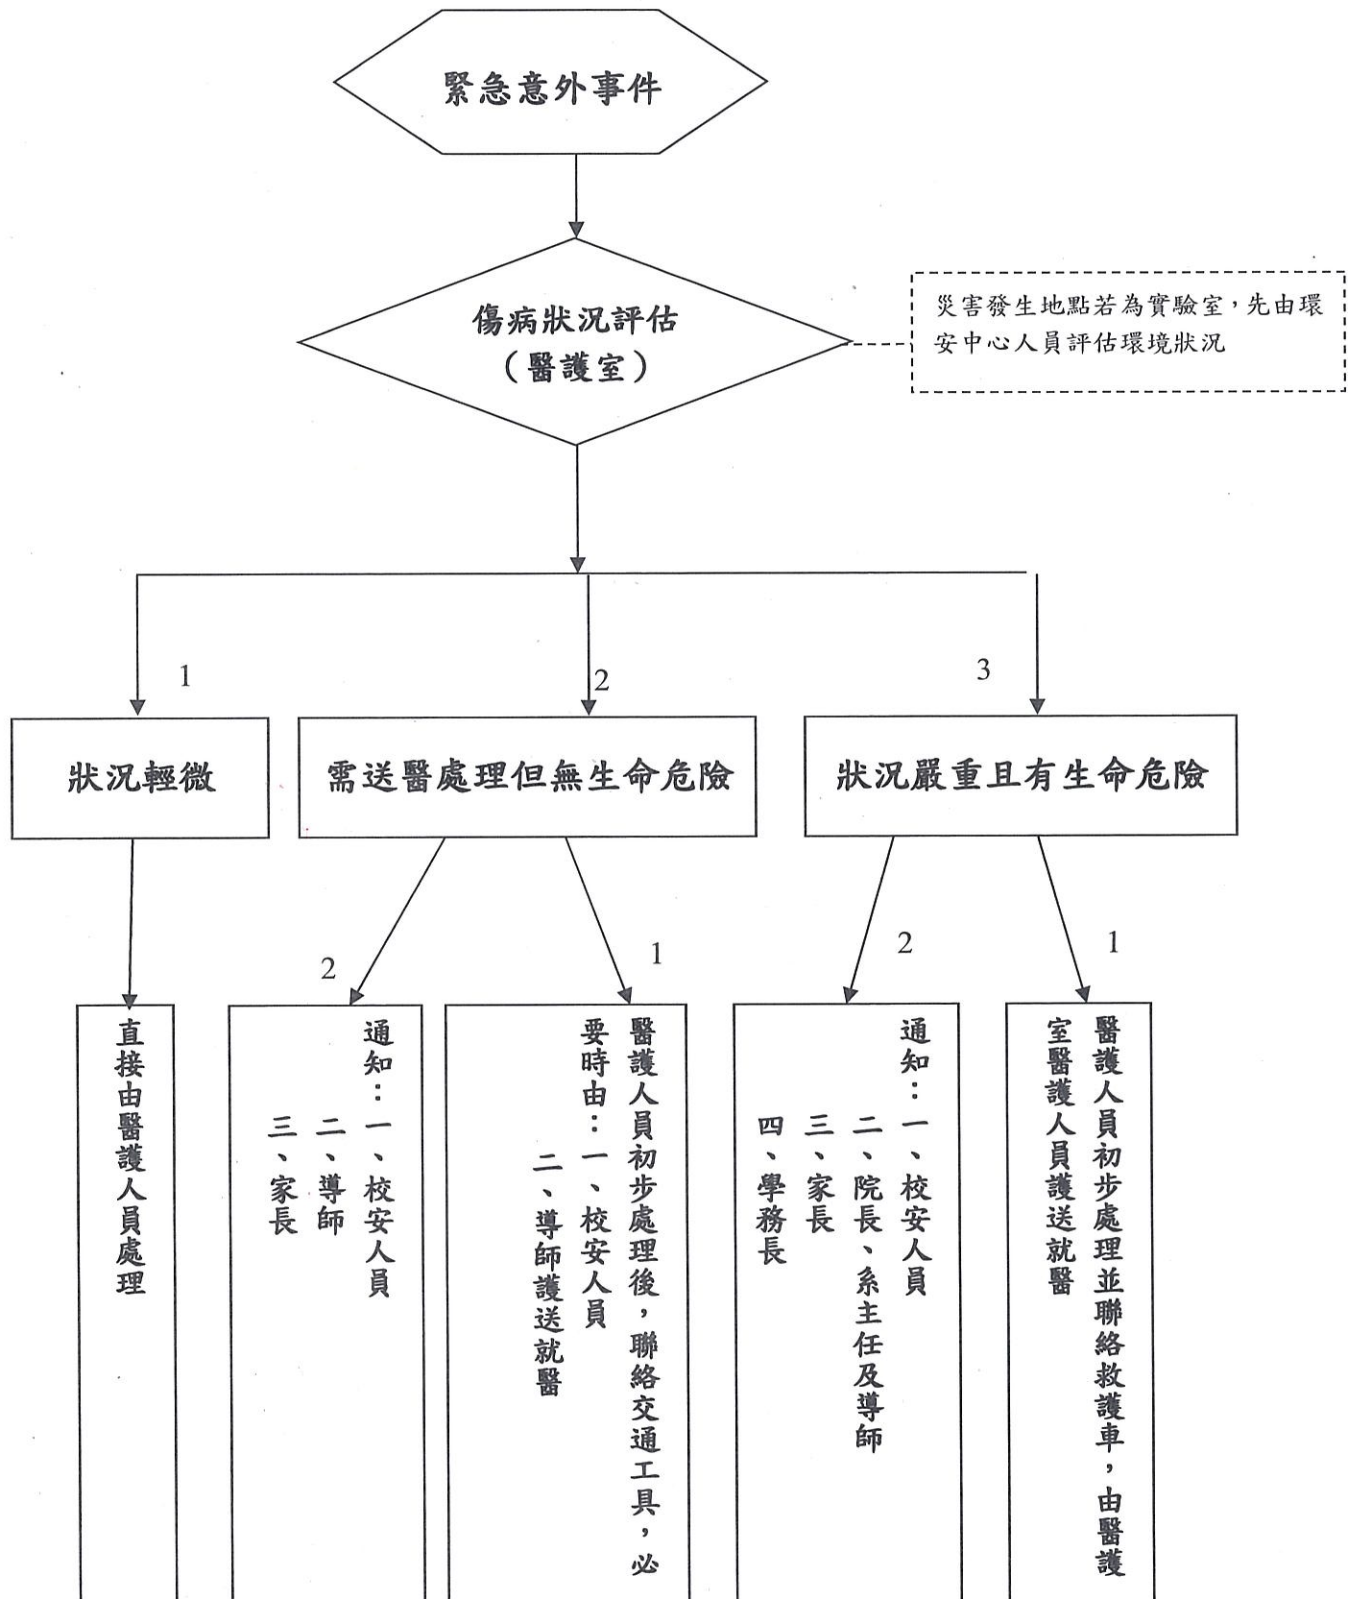 緊急意外事件
傷病狀況評估
(醫護室)
災害發生地點若為實驗室,先由環
安中心人員評估環境狀況
1
2
3
狀況輕微
需送醫處理但無生命危險
狀況嚴重且有生命危險
2
1
2
1
直接由醫護人員處理
通知:一、校安人員
二、導師
三、家長
醫護人員初步處理後,聯絡交通工具,必
要時由:一、校安人員
二、導師護送就醫
通知:一、校安人員
二、院長、系主任及導師
三、家長
四、學務長
醫護人員初步處理並聯絡救護車,由醫護
室醫護人員護送就醫